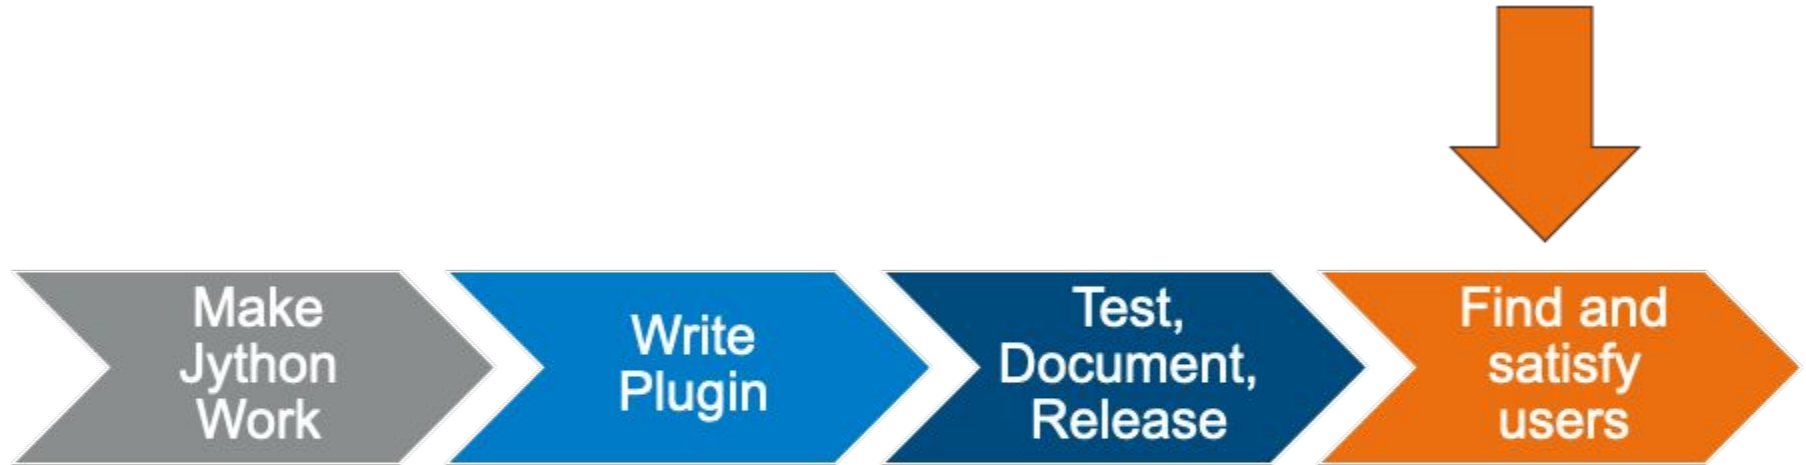 Make
Jython
Work
Write
Plugin
Test,
Document,
Release
Find and
satisfy
users